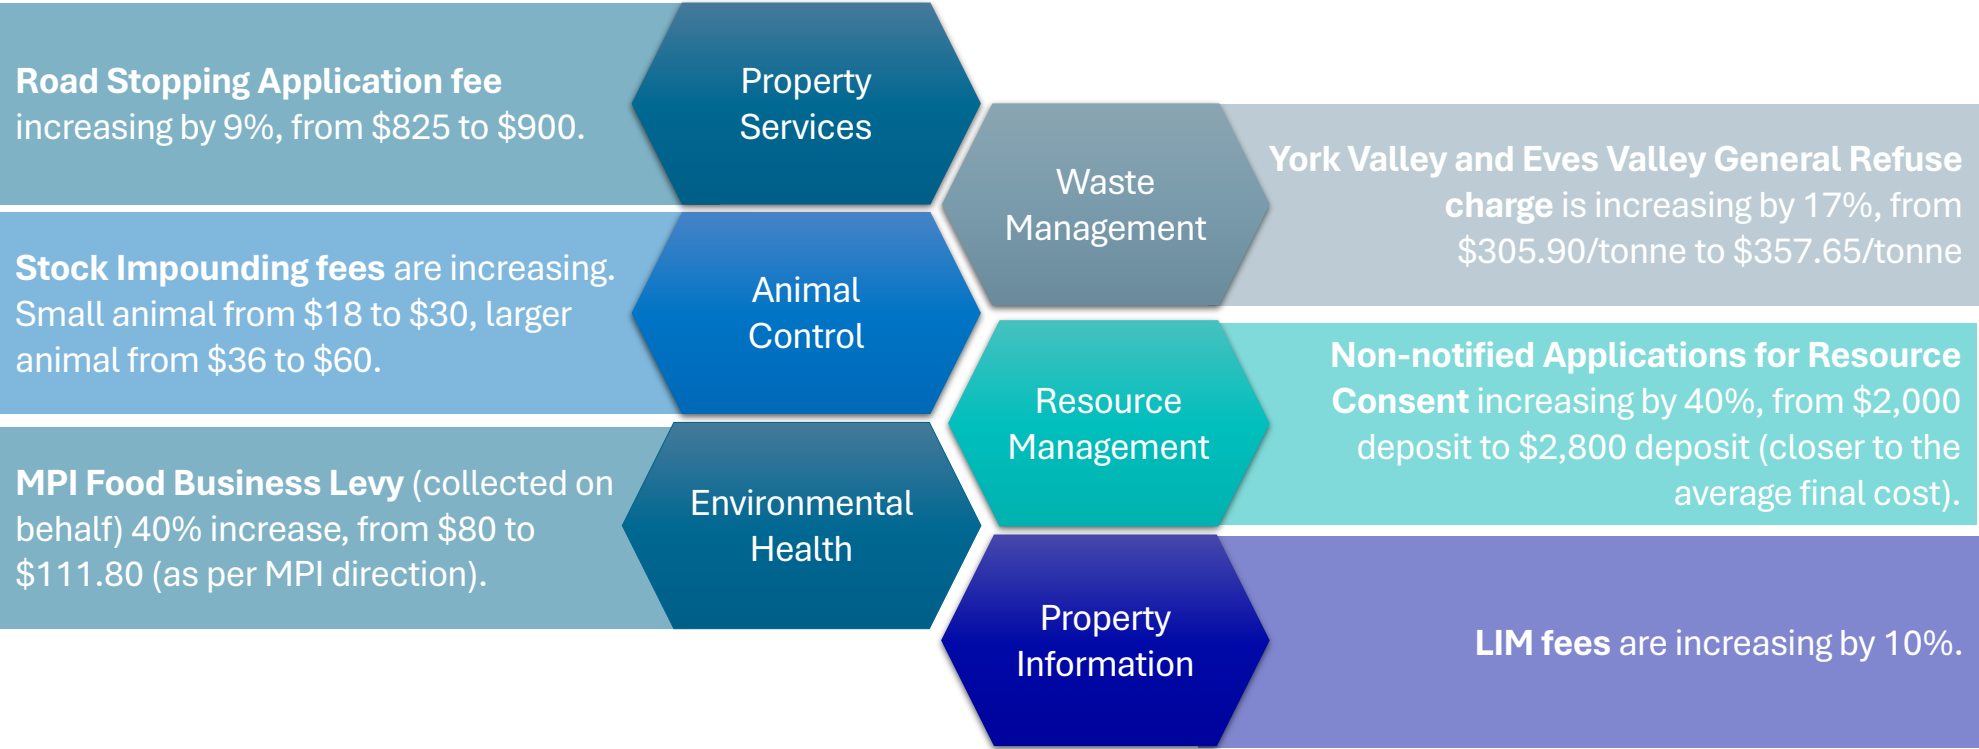 Road Stopping Application fee
increasing by 9%, from $825 to $900.
Property
Services
Waste
Management
York Valley and Eves Valley General Refuse
charge is increasing by 17%, from
$305.90/tonne to $357.65/tonne
Stock Impounding fees are increasing.
Small animal from $18 to $30, larger
animal from $36 to $60.
Animal
Control
Resource
Management
Non-notified Applications for Resource
Consent increasing by 40%, from $2,000
deposit to $2,800 deposit (closer to the
average final cost).
MPI Food Business Levy (collected on
behalf) 40% increase, from $80 to
$111.80 (as per MPI direction).
Environmental
Health
Property
Information
LIM fees are increasing by 10%.